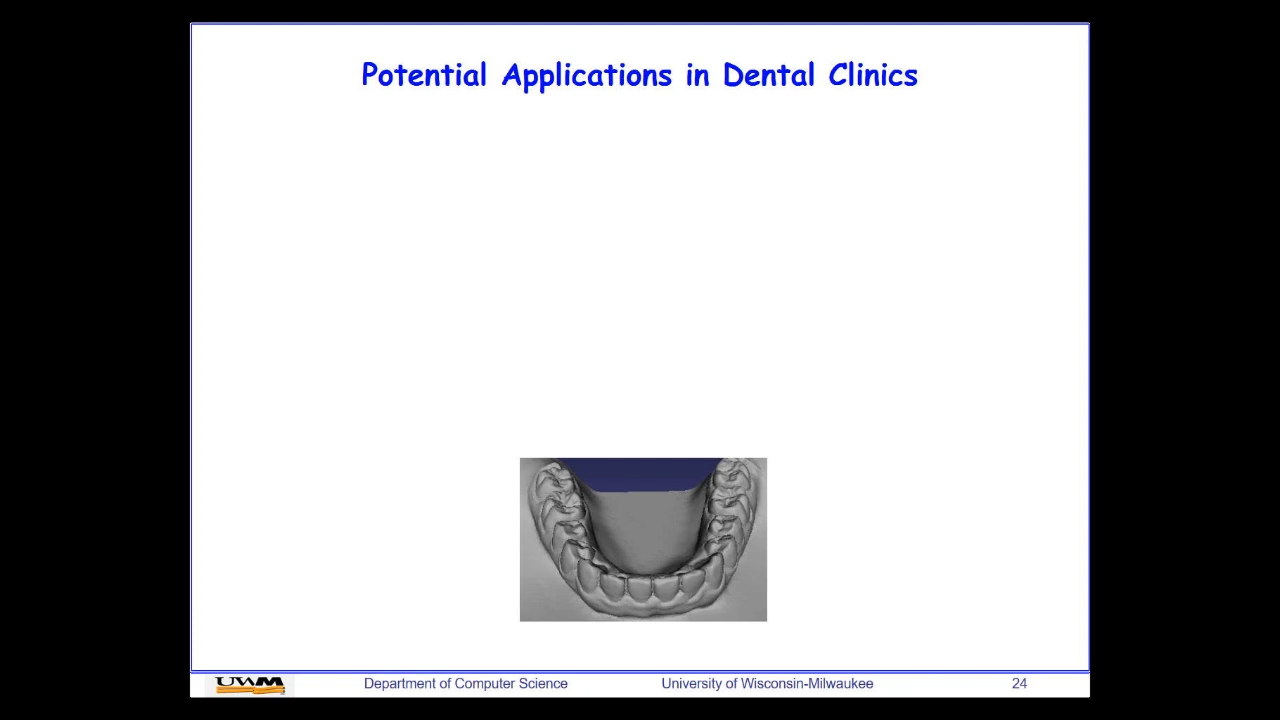 Potential Applications in Dental Clinics
UWM
Department of Computer Science
University of Wisconsin-Milwaukee
24